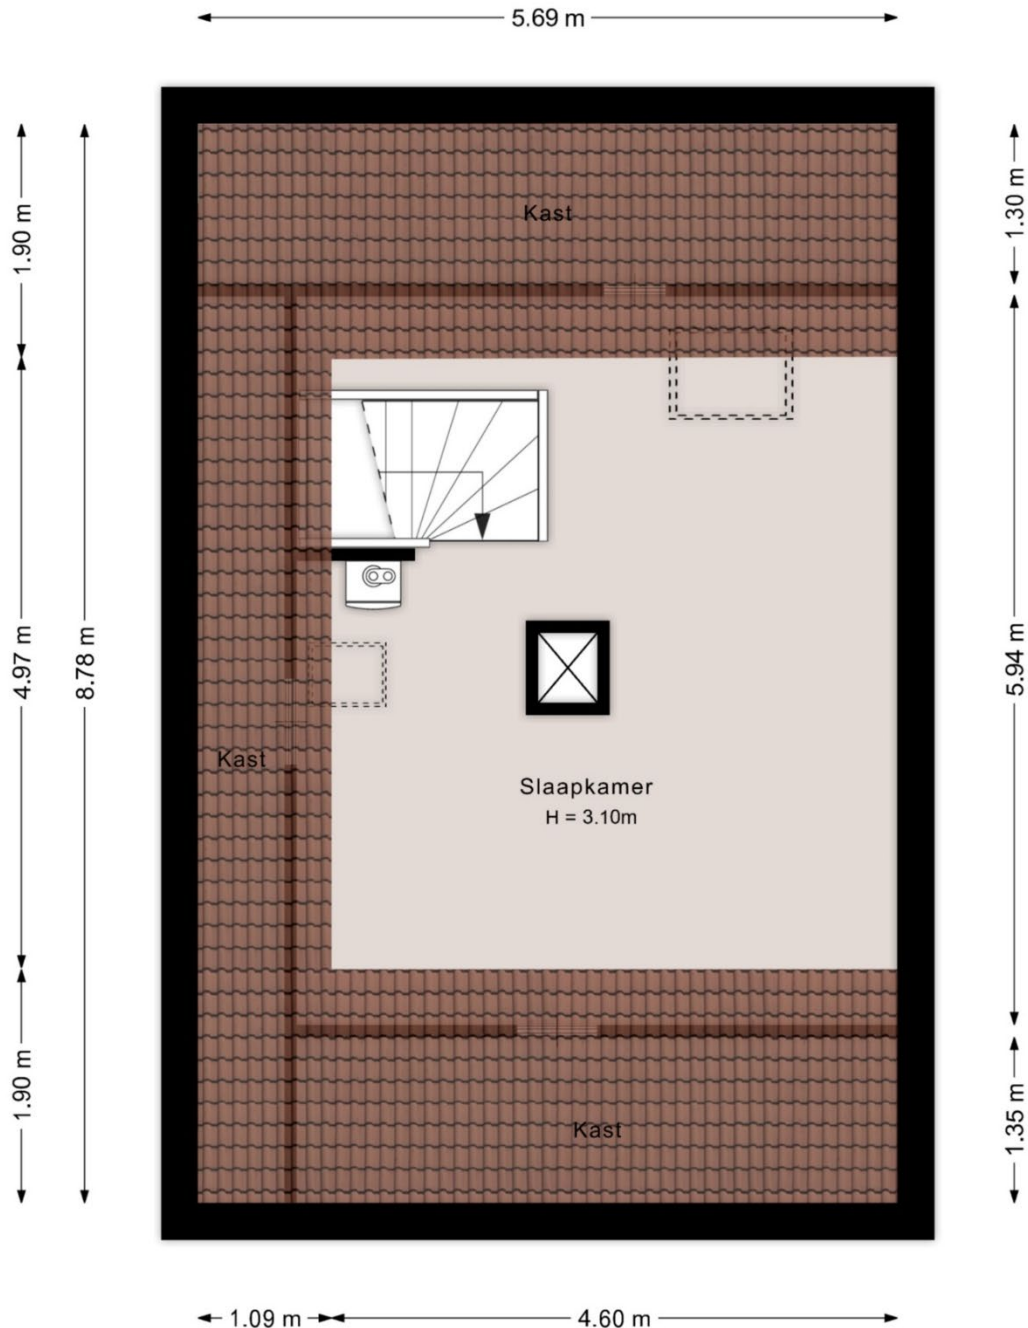 5.69 m
1.90 m
1.30 m
Kast
4.97 m
8.78 m
5.94 m
Kast
Slaapkamer
H = 3.10m
1.90 m
1.35 m
Kast
1.09 m
4.60 m